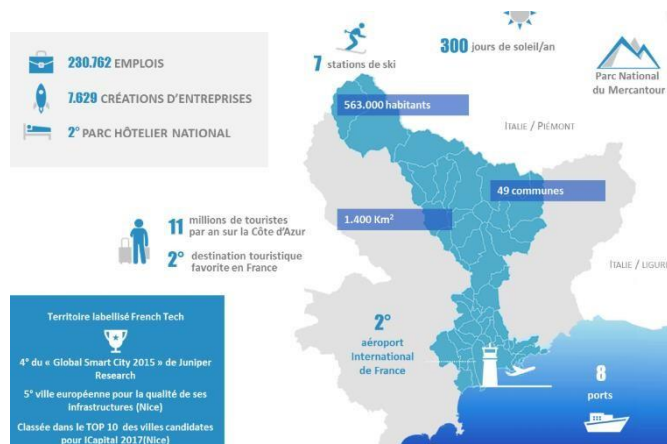 230.762 EMPLOIS
7.629 CRÉATIONS D'ENTREPRISES
2° PARC HÔTELIER NATIONAL
7 stations de ski
300 jours de soleil/an
Parc National
du Mercantour
563.000 habitants
ITALIE / PIÉMONT
49 communes
1.400 Km²
ITALIE / LIGURIE
11 millions de touristes
par an sur la Côte d'Azur
2° destination touristique
favorite en France
2°
aéroport
international
de France
8
ports
Territoire labellisé French Tech
4° du « Global Smart City 2015 » de Juniper
Research
5° ville européenne pour la qualité de ses
infrastructures (Nice)
Classée dans le TOP 10 des villes candidates
pour ICapital 2017(Nice)